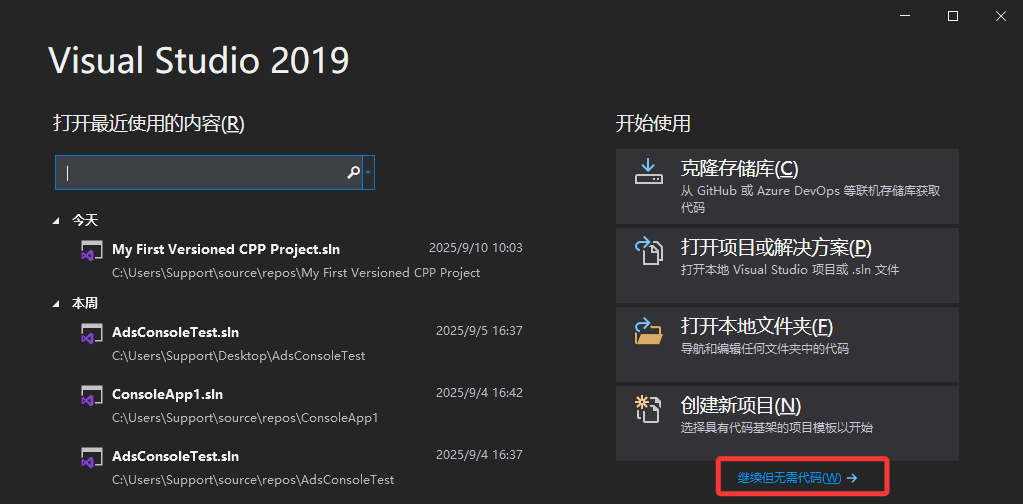 Visual Studio 2019
打开最近使用的内容(R)
今天
My First Versioned CPP Project.sln 2025/9/10 10:03
C:\Users\Support\source\repos\My First Versioned CPP Project
本周
AdsConsoleTest.sln 2025/9/5 16:37
C:\Users\Support\Desktop\AdsConsoleTest
ConsoleApp1.sln 2025/9/4 16:42
C:\Users\Support\source\repos\ConsoleApp1
AdsConsoleTest.sln 2025/9/4 16:37
C:\Users\Support\source\repos\AdsConsoleTest
开始使用
克隆存储库(C)
从 GitHub 或 Azure DevOps 等联机存储库获取
代码
打开项目或解决方案(P)
打开本地 Visual Studio 项目或 .sln 文件
打开本地文件夹(F)
导航和编辑任何文件夹中的代码
创建新项目(N)
选择具有代码基架的项目模板以开始
继续但无需代码(W) →